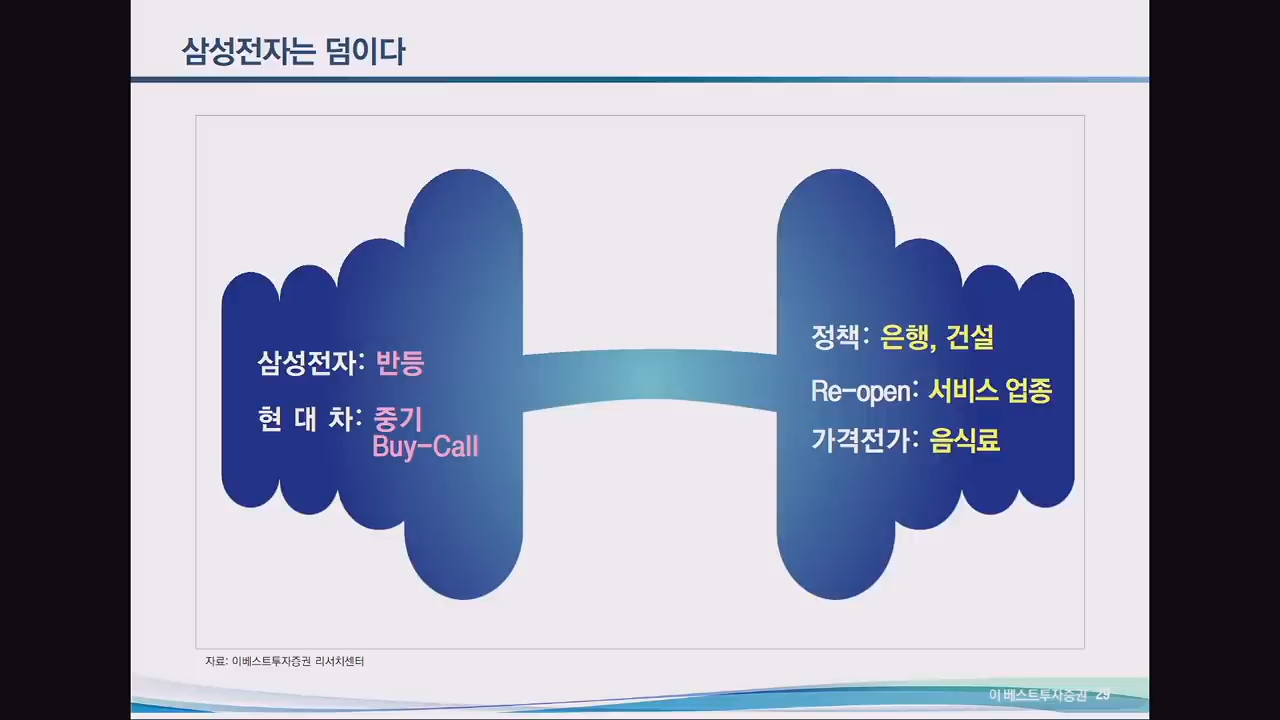 삼성전자는 덤이다
삼성전자: 반등
현 대 차: 중기
Buy-Call
정책: 은행, 건설
Re-open: 서비스 업종
가격전가: 음식료
자료: 이베스트투자증권 리서치센터
이베스트투자증권 29